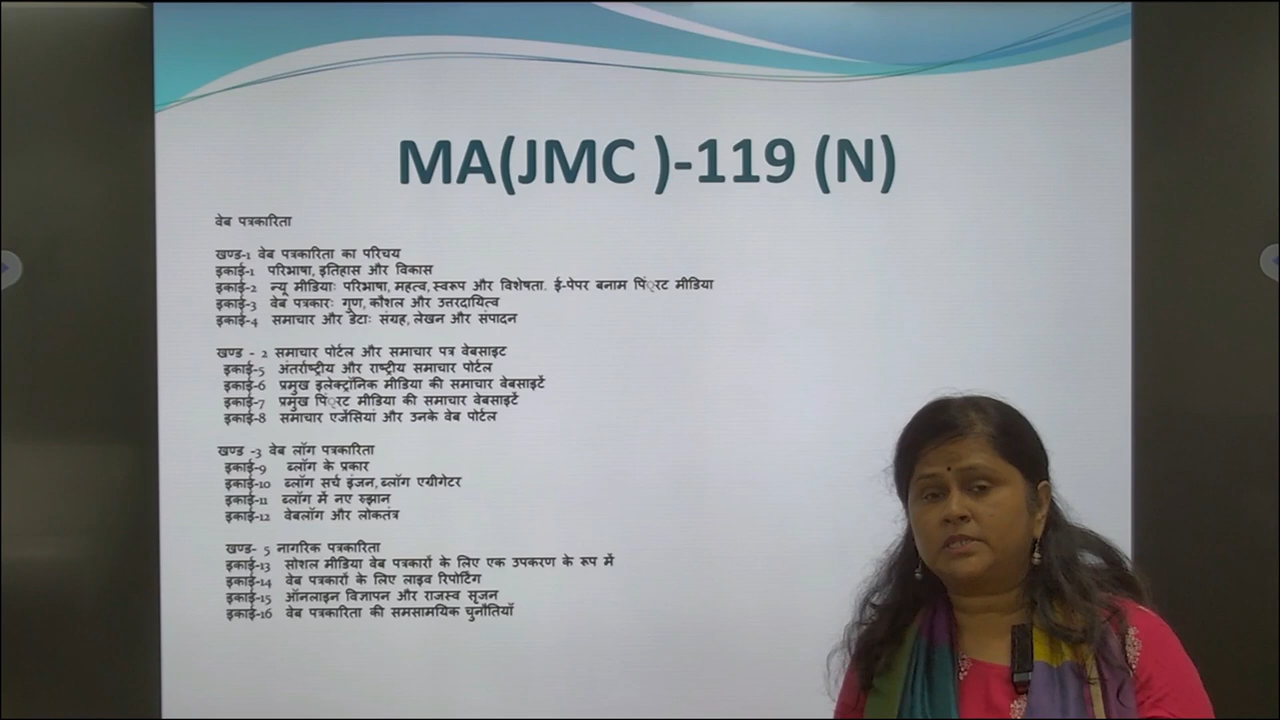 MA(JMC )-119 (N)
वेब पत्रकारिता
खण्ड-1 वेब पत्रकारिता का परिचय
इकाई-1 परिभाषा, इतिहास और विकास
इकाई-2 न्यू मीडियाः परिभाषा, महत्व, स्वरूप और विशेषता. ई-पेपर बनाम पिं्रट मीडिया
इकाई-3 वेब पत्रकारः गुण, कौशल और उत्तरदायित्व
इकाई-4 समाचार और डेटाः संग्रह, लेखन और संपादन
खण्ड - 2 समाचार पोर्टल और समाचार पत्र वेबसाइट
इकाई-5 अंतर्राष्ट्रीय और राष्ट्रीय समाचार पोर्टल
इकाई-6 प्रमुख इलेक्ट्रॉनिक मीडिया की समाचार वेबसाइटें
इकाई-7 प्रमुख पिं्रट मीडिया की समाचार वेबसाइटें
इकाई-8 समाचार एजेंसियां और उनके वेब पोर्टल
खण्ड -3 वेब लॉग पत्रकारिता
इकाई-9 ब्लॉग के प्रकार
इकाई-10 ब्लॉग सर्च इंजन, ब्लॉग एग्रीगेटर
इकाई-11 ब्लॉग में नए रुझान
इकाई-12 वेबलॉग और लोकतंत्र
खण्ड- 5 नागरिक पत्रकारिता
इकाई-13 सोशल मीडिया वेब पत्रकारों के लिए एक उपकरण के रूप में
इकाई-14 वेब पत्रकारों के लिए लाइव रिपोर्टिंग
इकाई-15 ऑनलाइन विज्ञापन और राजस्व सृजन
इकाई-16 वेब पत्रकारिता की समसामयिक चुनौतियाँ